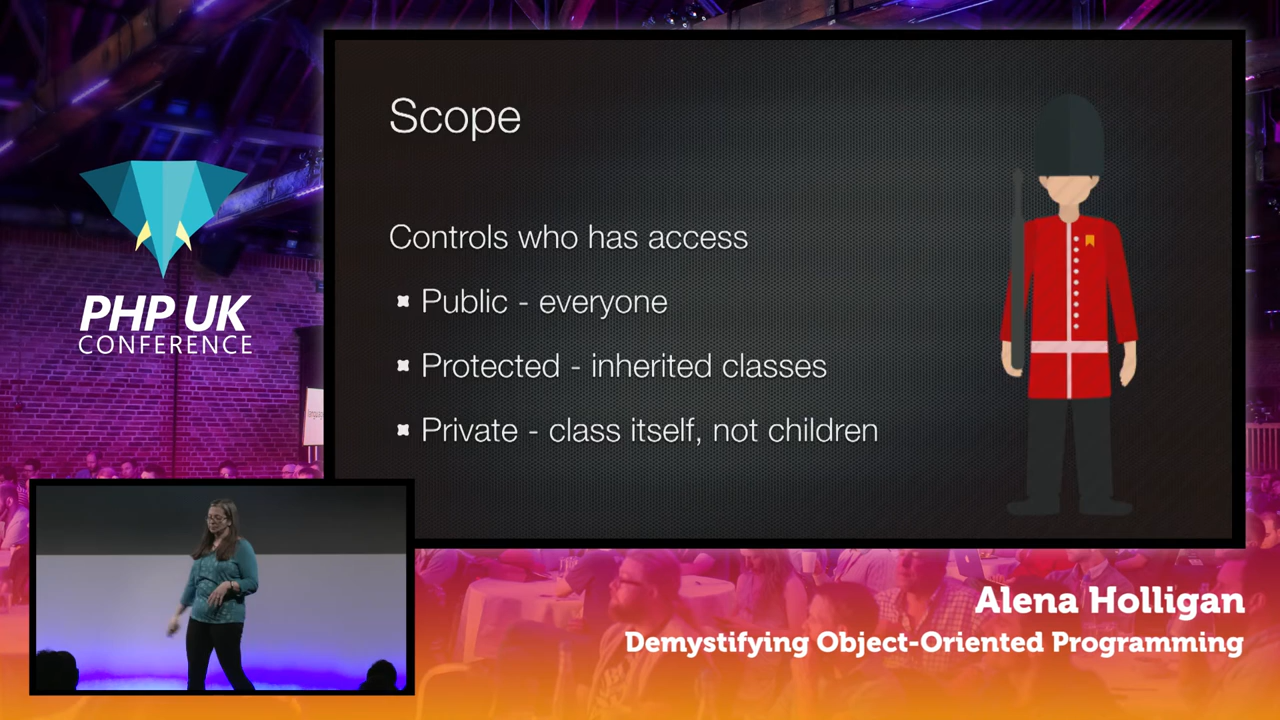 Scope
Controls who has access
Public - everyone
Protected - inherited classes
Private - class itself, not children
PHP UK
CONFERENCE
Alena Holligan
Demystifying Object-Oriented Programming